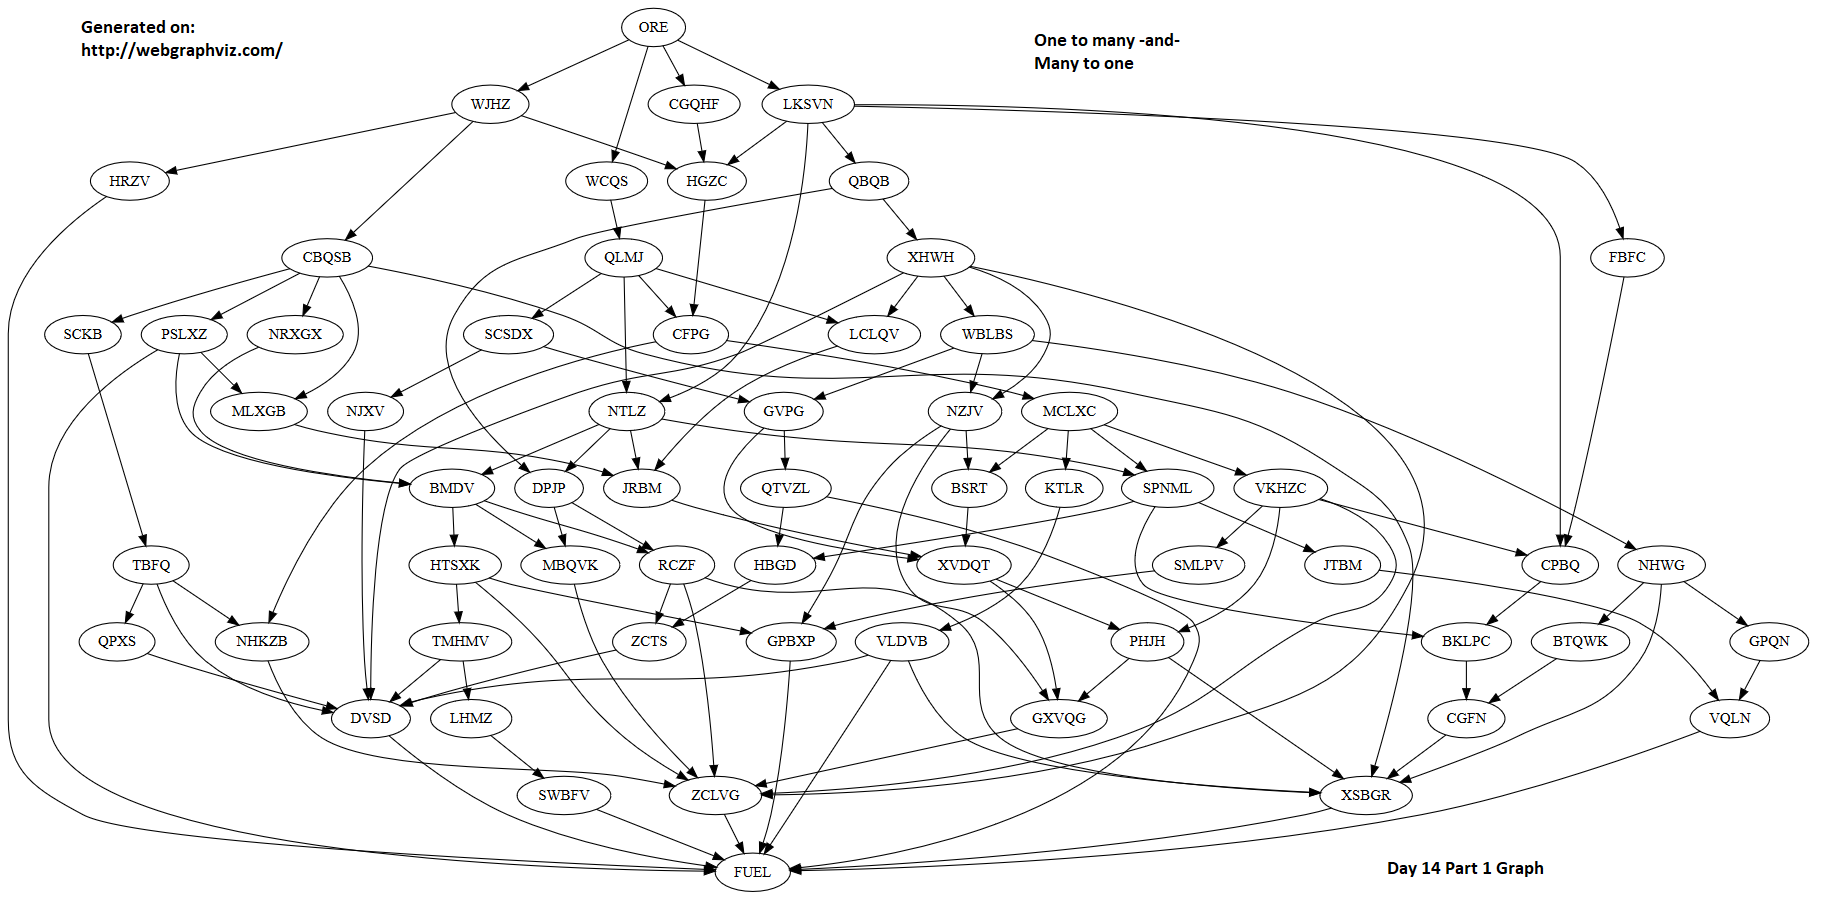 Generated on:
http://webgraphviz.com/
ORE
One to many -and-
Many to one
WJHZ
CGQHF
LKSVN
HRZV
WCQS
HGZC
QBQB
CBQSB
QLMJ
XHWH
FBFC
SCKB
PSLXZ
NRXGX
SCSDX
CFPG
LCLQV
WBLBS
MLXGB
NJXV
NTLZ
GVPG
NZJV
MCLXC
BMDV
DPJP
JRBM
QTVZL
BSRT
KTLR
SPNML
VKHZC
TBFQ
HTSXK
MBQVK
RCZF
HBGD
XVDQT
SMLPV
JTBM
CPBQ
NHWG
QPXS
NHKZB
TMHMV
ZCTS
GPBXP
VLDVB
PHJH
BKLPC
BTQWK
GPQN
DVSD
LHMZ
GXVQG
CGFN
VQLN
SWBFV
ZCLVG
XSBGR
FUEL
Day 14 Part 1 Graph